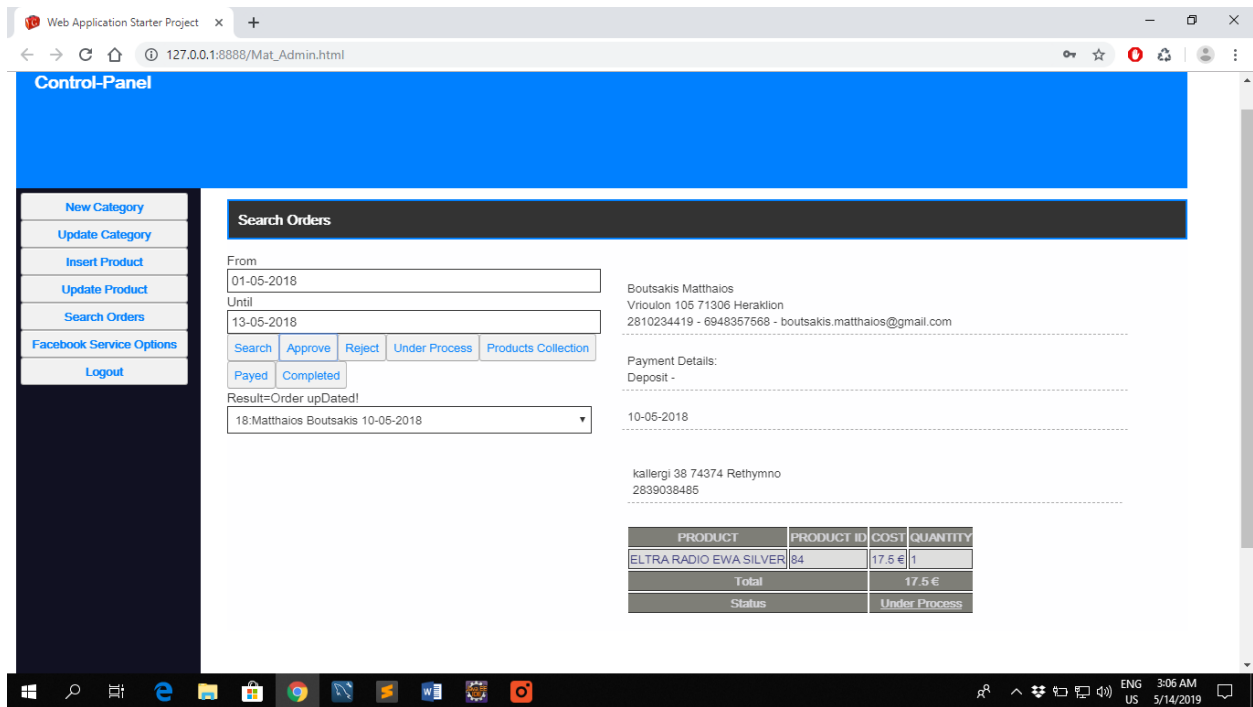 Web Application Starter Project
127.0.0.1:8888/Mat_Admin.html
Control-Panel
New Category
Update Category
Insert Product
Update Product
Search Orders
Facebook Service Options
Logout
Search Orders
From
01-05-2018
Until
13-05-2018
Search Approve Reject Under Process Products Collection
Payed Completed
Result=Order upDated!
18:Matthaios Boutsakis 10-05-2018
Boutsakis Matthaios
Vrioulon 105 71306 Heraklion
2810234419 - 6948357568 - boutsakis.matthaios@gmail.com
Payment Details:
Deposit -
10-05-2018
kallergi 38 74374 Rethymno
2839038485
PRODUCT PRODUCT ID COST QUANTITY
ELTRA RADIO EWA SILVER 84 17.5 € 1
Total 17.5 €
Status Under Process
ENG 3:06 AM
US 5/14/2019